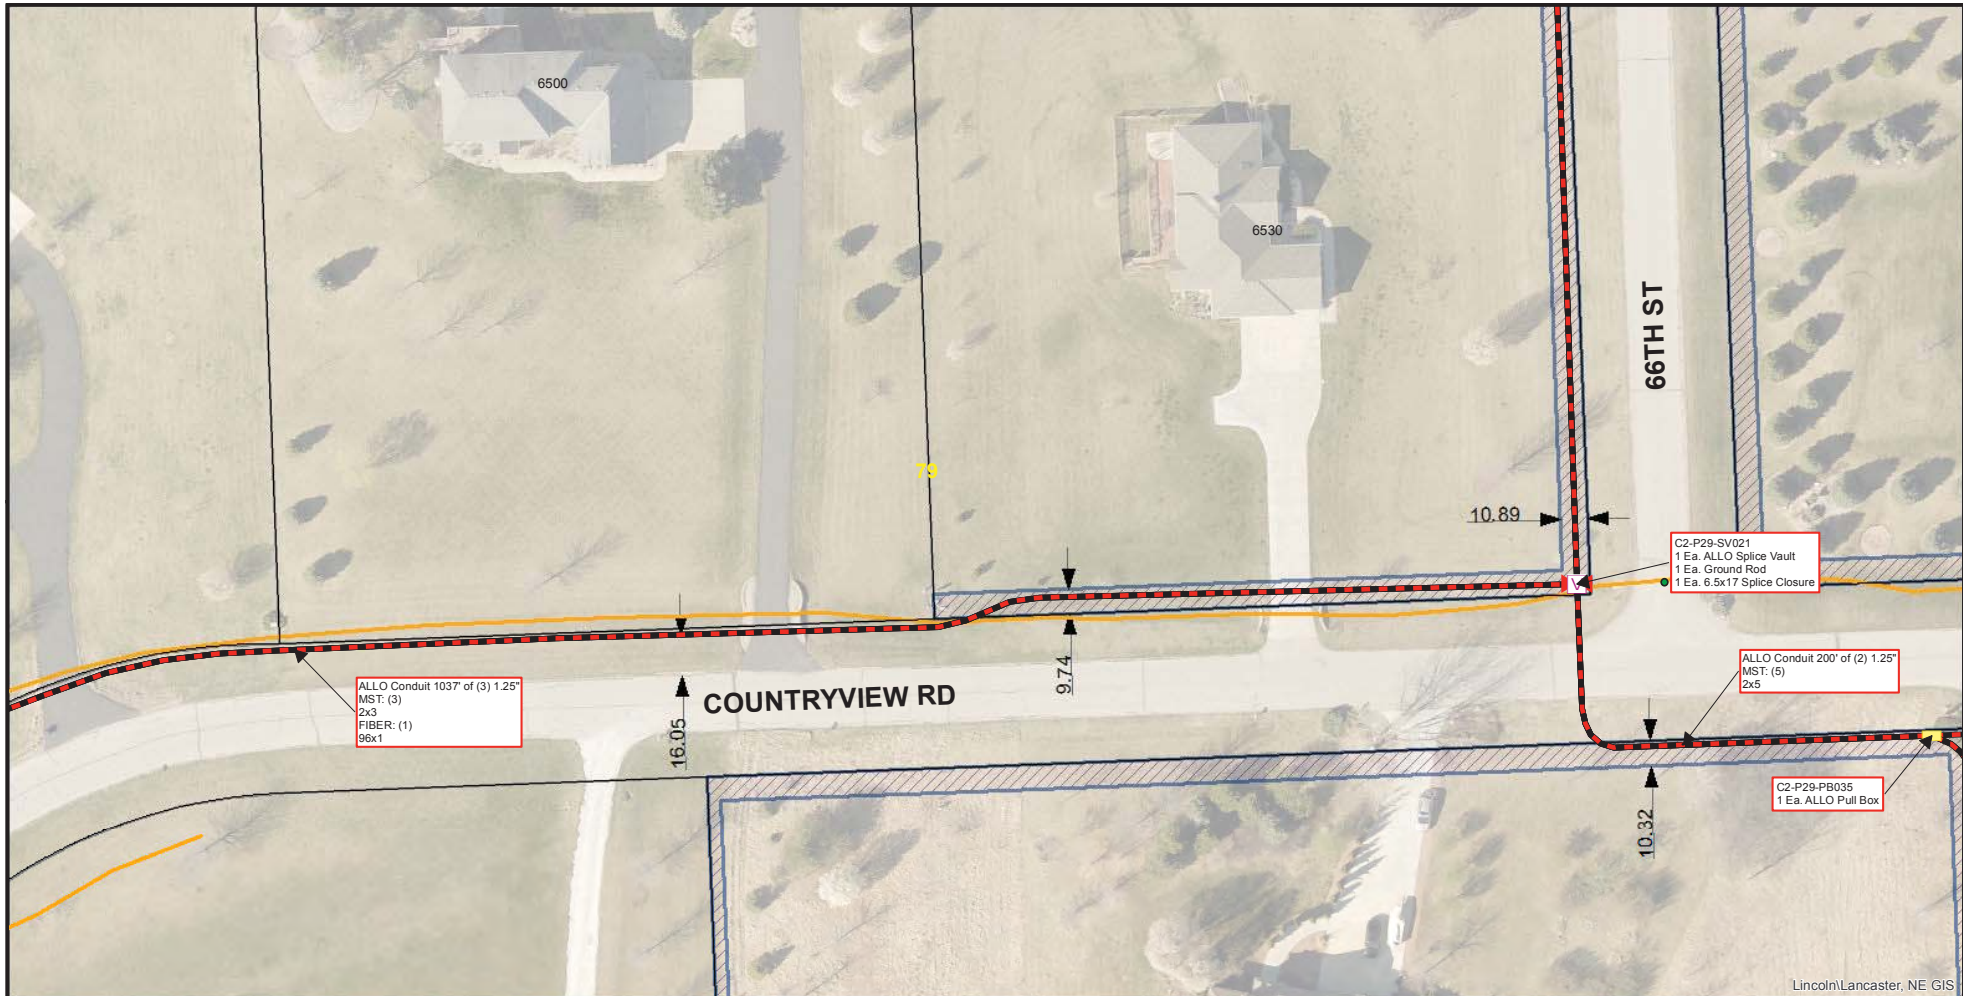 6500
6530
66TH ST
79
10.89
C2-P29-SV021
1 Ea. ALLO Splice Vault
1 Ea. Ground Rod
1 Ea. 6.5x17 Splice Closure
9.74
COUNTRYVIEW RD
16.05
ALLO Conduit 1037' of (3) 1.25"
MST: (3)
2x3
FIBER: (1)
96x1
ALLO Conduit 200' of (2) 1.25"
MST: (5)
2x5
10.32
C2-P29-PB035
1 Ea. ALLO Pull Box
Lincoln\Lancaster, NE GIS